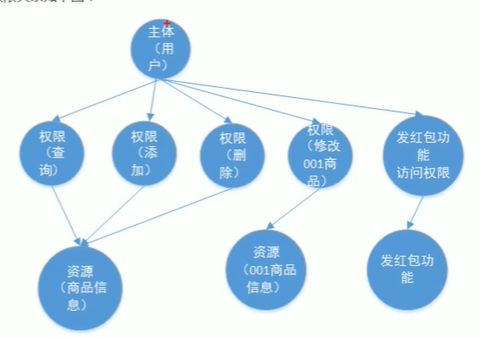 主体
（用
户）
权限
（查
询）
权限
（添
加）
权限
（删
除）
权限
（修改
001商
品）
发红包功
能
访问权限
资源
（商品信
息）
资源
（001商品
信息）
发红包功
能